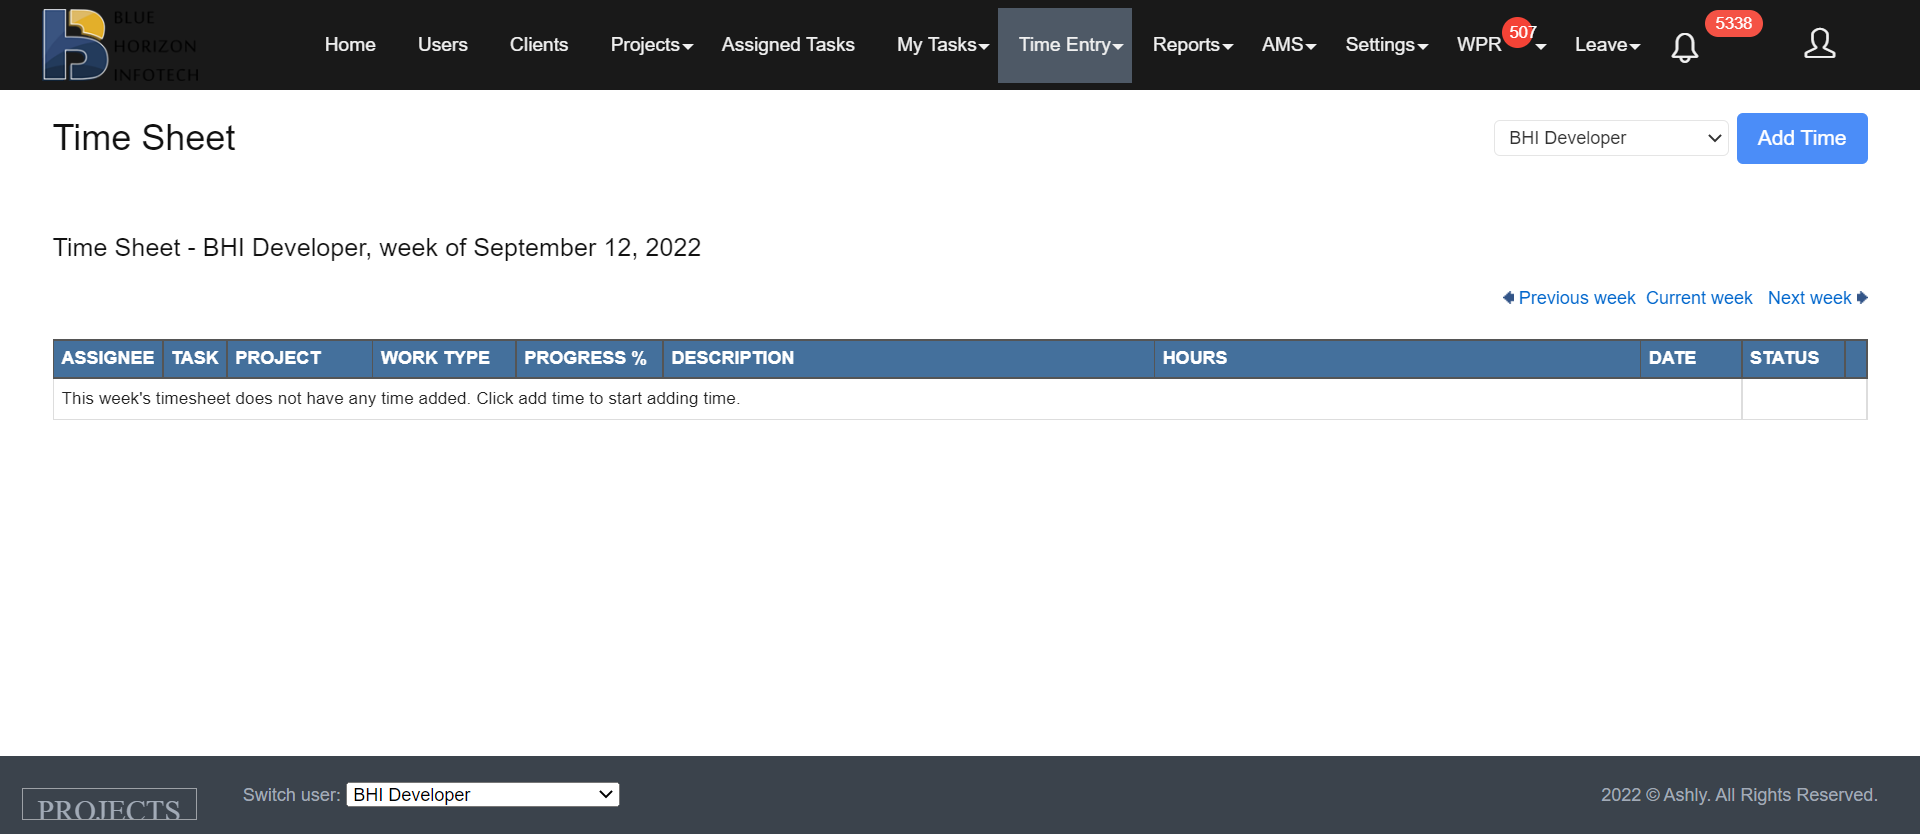 BLUE
HORIZON
INFOTECH
Home Users Clients Projects Assigned Tasks My Tasks Time Entry Reports AMS Settings WPR 507 Leave 5338
Time Sheet
BHI Developer Add Time
Time Sheet - BHI Developer, week of September 12, 2022
Previous week Current week Next week
ASSIGNEE TASK PROJECT WORK TYPE PROGRESS % DESCRIPTION HOURS DATE STATUS
This week's timesheet does not have any time added. Click add time to start adding time.
PROJECTS
Switch user: BHI Developer
2022 © Ashly. All Rights Reserved.